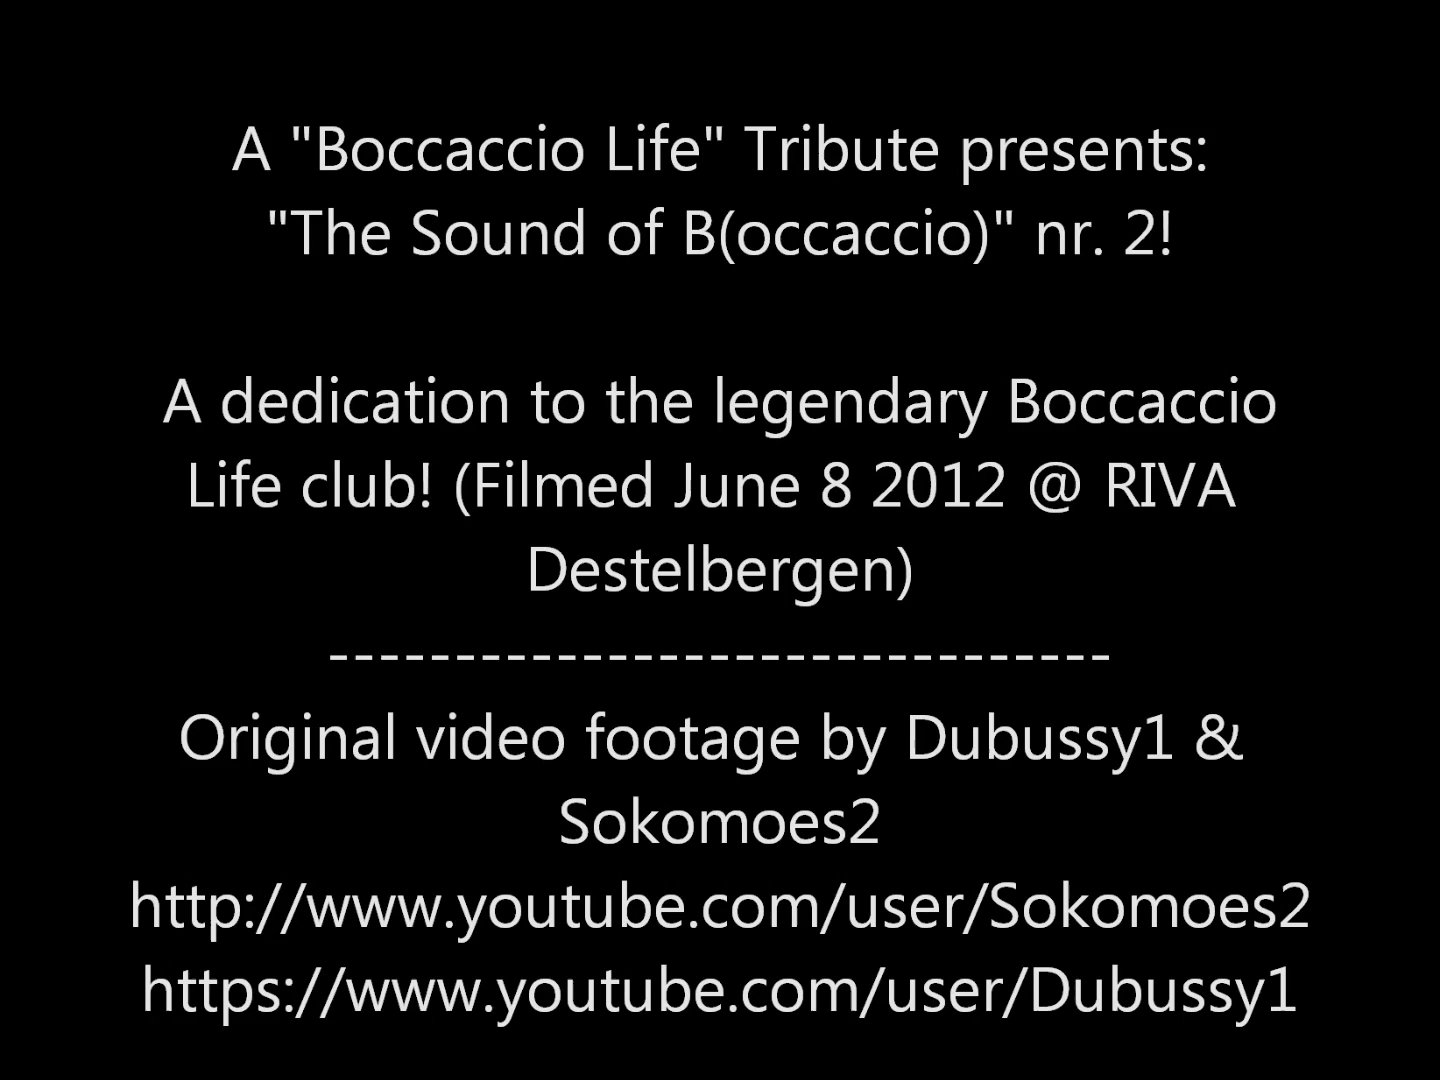 A "Boccaccio Life" Tribute presents:
"The Sound of B(occaccio)" nr. 2!
A dedication to the legendary Boccaccio
Life club! (Filmed June 8 2012 @ RIVA
Destelbergen)
-------------------------------
Original video footage by Dubussy1 &
Sokomoes2
http://www.youtube.com/user/Sokomoes2
https://www.youtube.com/user/Dubussy1